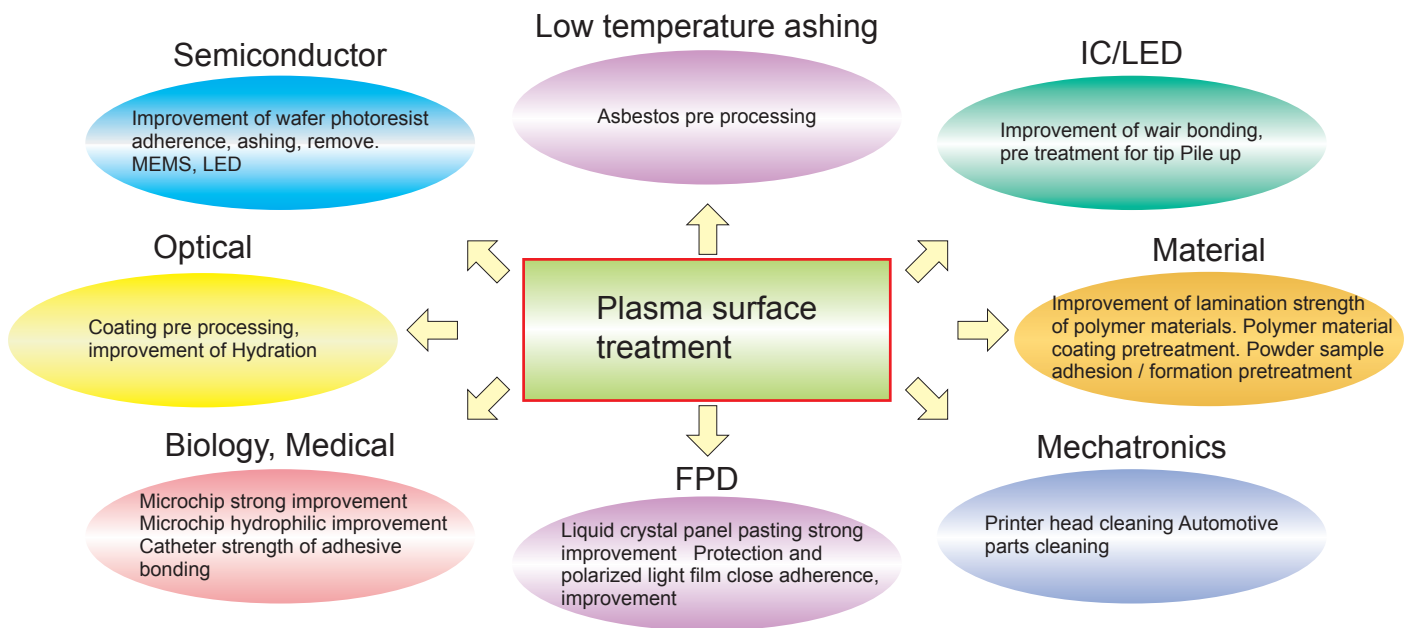 Low temperature ashing
Asbestos pre processing
Semiconductor
Improvement of wafer photoresist
adherence, ashing, remove.
MEMS, LED
IC/LED
Improvement of wair bonding,
pre treatment for tip Pile up
Optical
Coating pre processing,
improvement of Hydration
Plasma surface
treatment
Material
Improvement of lamination strength
of polymer materials. Polymer material
coating pretreatment. Powder sample
adhesion / formation pretreatment
Biology, Medical
Microchip strong improvement
Microchip hydrophilic improvement
Catheter strength of adhesive
bonding
FPD
Liquid crystal panel pasting strong
improvement   Protection and
polarized light film close adherence,
improvement
Mechatronics
Printer head cleaning Automotive
parts cleaning